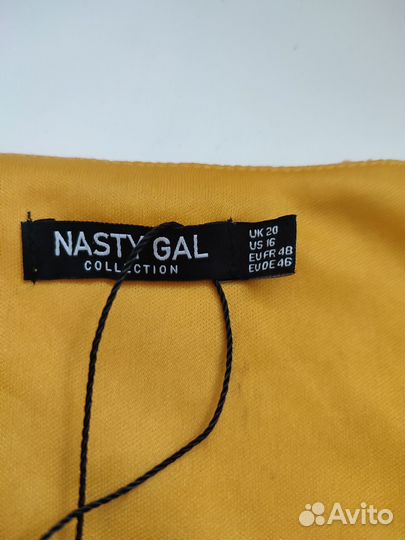 NASTY GAL
COLLECTION
UK 20
US 16
EU FR 48
EU DE 46
Avito